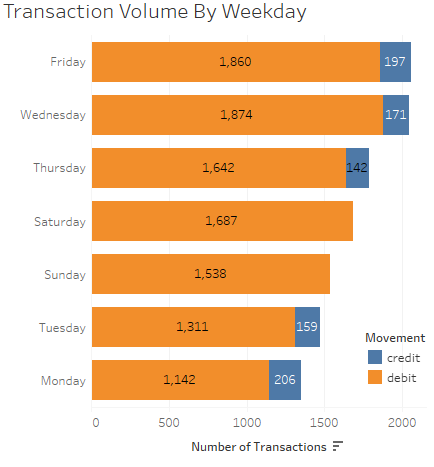 Transaction Volume By Weekday
Friday 1,860 197
Wednesday 1,874 171
Thursday 1,642 142
Saturday 1,687
Sunday 1,538
Tuesday 1,311 159
Monday 1,142 206
Movement
credit
debit
0 500 1000 1500 2000
Number of Transactions